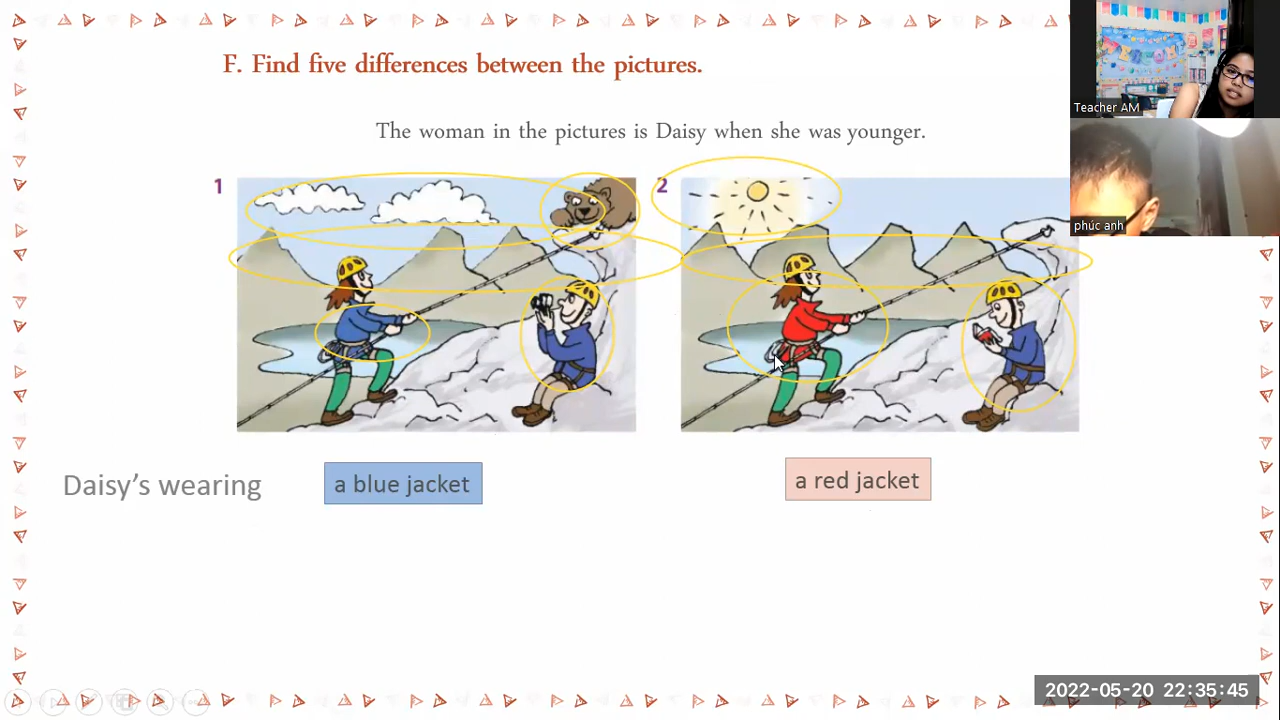 F. Find five differences between the pictures.
The woman in the pictures is Daisy when she was younger.
1
2
Daisy's wearing
a blue jacket
a red jacket
Teacher AM
phúc anh
2022-05-20 22:35:45